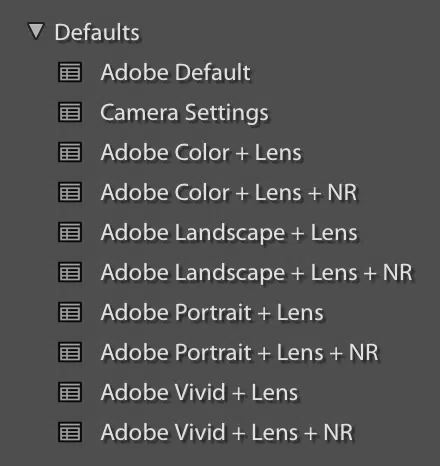 Defaults
Adobe Default
Camera Settings
Adobe Color + Lens
Adobe Color + Lens + NR
Adobe Landscape + Lens
Adobe Landscape + Lens + NR
Adobe Portrait + Lens
Adobe Portrait + Lens + NR
Adobe Vivid + Lens
Adobe Vivid + Lens + NR